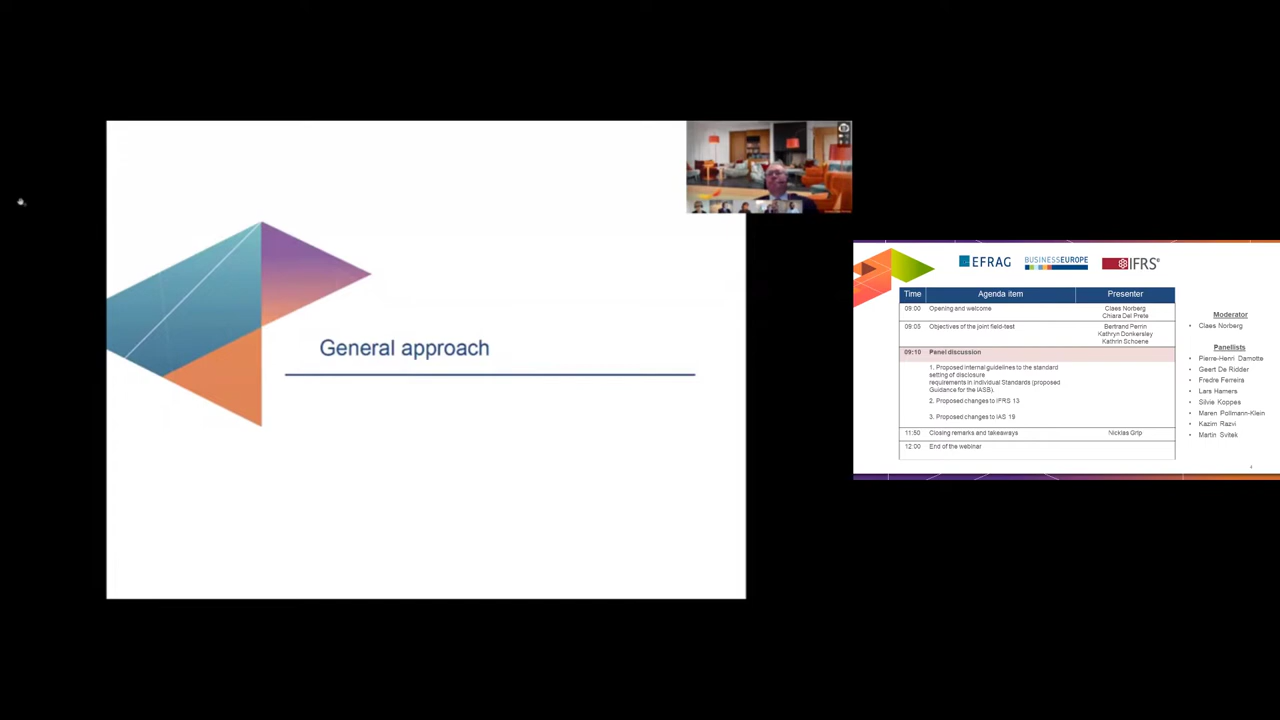 General approach
EFRAG
BUSINESSEUROPE
IFRS®
Time Agenda item Presenter
09:00 Opening and welcome Claes Norberg
Chiara Del Prete
09:05 Objectives of the joint field-test Bertrand Perrin
Kathryn Donkersley
Kathrin Schoene
09:10 Panel discussion
1. Proposed internal guidelines to the standard
setting of disclosure
requirements in individual Standards (proposed
Guidance for the IASB).
2. Proposed changes to IFRS 13
3. Proposed changes to IAS 19
11:50 Closing remarks and takeaways Nicklas Grip
12:00 End of the webinar
Moderator
• Claes Norberg
Panellists
• Pierre-Henri Damotte
• Geert De Ridder
• Fredre Ferreira
• Lars Hamers
• Silvie Koppes
• Maren Pollmann-Klein
• Kazim Razvi
• Martin Svitek